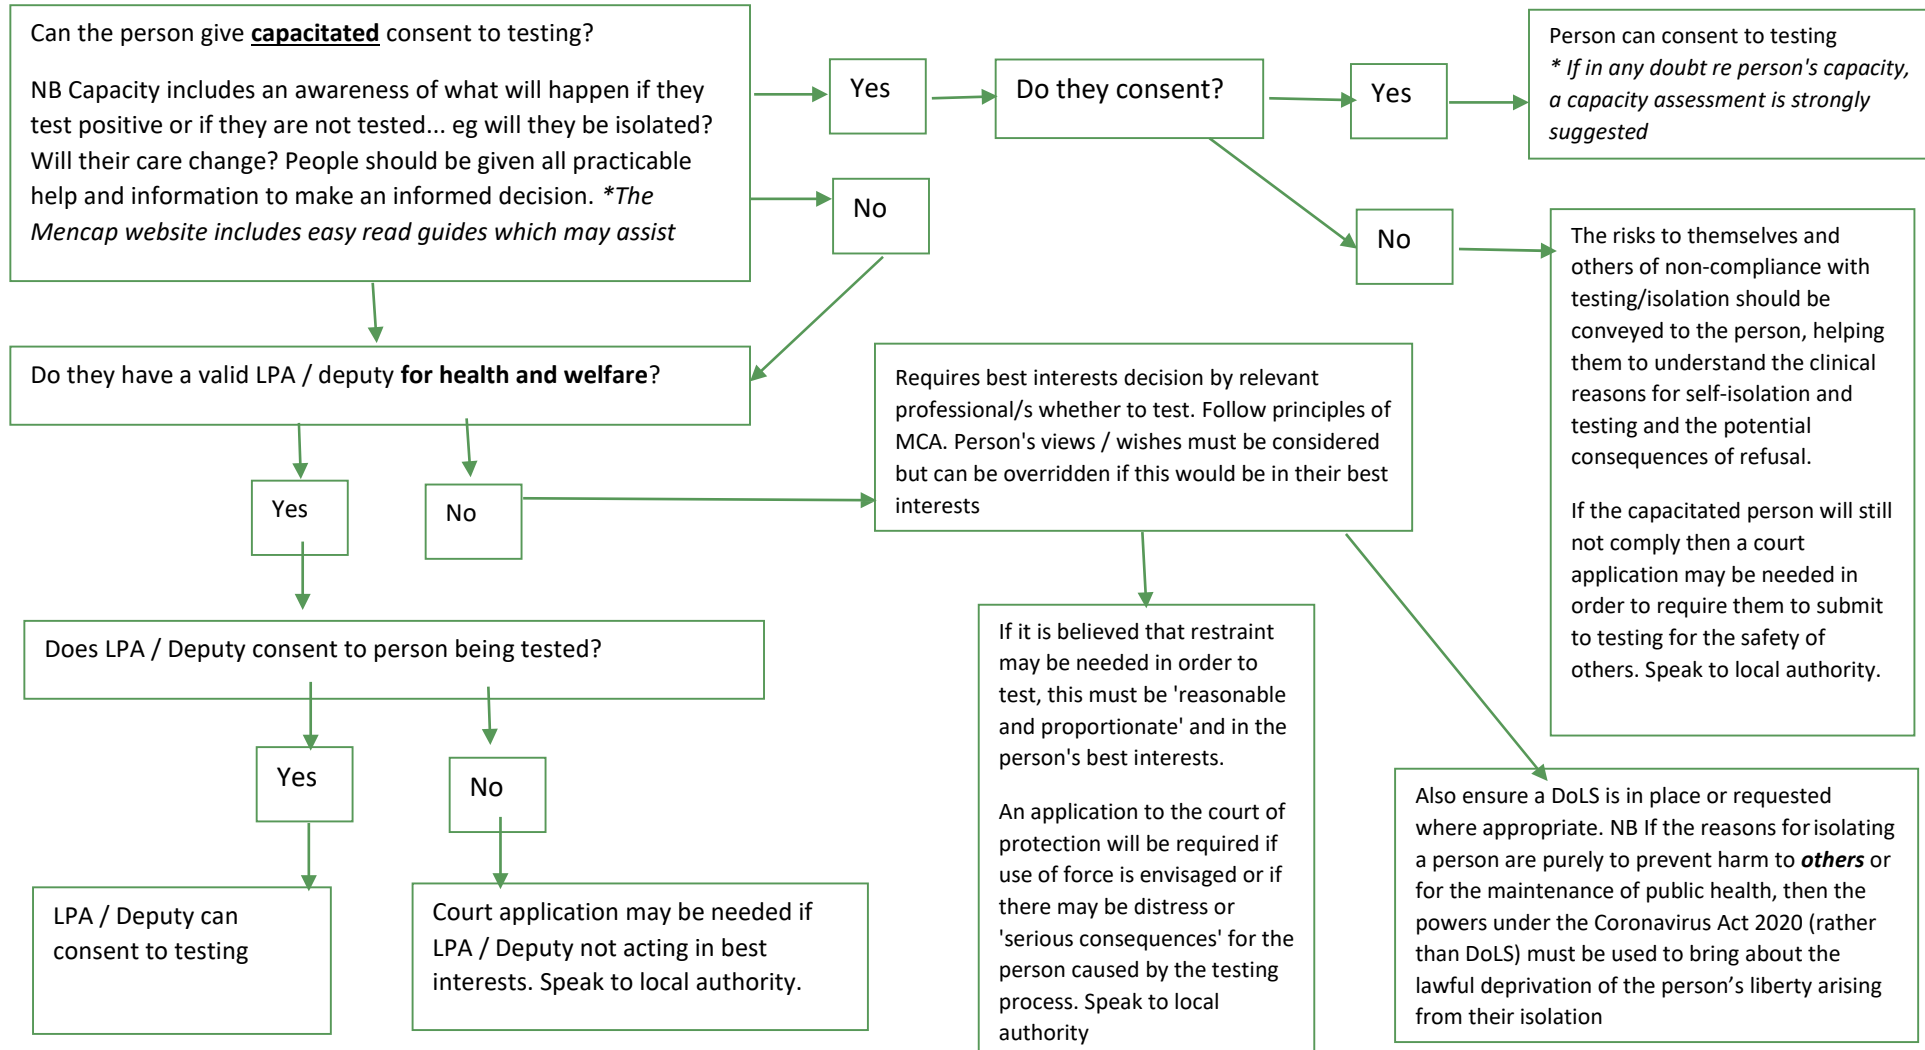 Can the person give capacitated consent to testing?
NB Capacity includes an awareness of what will happen if they
test positive or if they are not tested... eg will they be isolated?
Will their care change? People should be given all practicable
help and information to make an informed decision. *The
Mencap website includes easy read guides which may assist
Yes
Do they consent?
Yes
Person can consent to testing
* If in any doubt re person's capacity,
a capacity assessment is strongly
suggested
No
No
The risks to themselves and
others of non-compliance with
testing/isolation should be
conveyed to the person, helping
them to understand the clinical
reasons for self-isolation and
testing and the potential
consequences of refusal.
If the capacitated person will still
not comply then a court
application may be needed in
order to require them to submit
to testing for the safety of
others. Speak to local authority.
Do they have a valid LPA / deputy for health and welfare?
Yes
No
Requires best interests decision by relevant
professional/s whether to test. Follow principles of
MCA. Person's views / wishes must be considered
but can be overridden if this would be in their best
interests
Does LPA / Deputy consent to person being tested?
Yes
No
LPA / Deputy can
consent to testing
Court application may be needed if
LPA / Deputy not acting in best
interests. Speak to local authority.
If it is believed that restraint
may be needed in order to
test, this must be 'reasonable
and proportionate' and in the
person's best interests.
An application to the court of
protection will be required if
use of force is envisaged or if
there may be distress or
'serious consequences' for the
person caused by the testing
process. Speak to local
authority
Also ensure a DoLS is in place or requested
where appropriate. NB If the reasons for isolating
a person are purely to prevent harm to others or
for the maintenance of public health, then the
powers under the Coronavirus Act 2020 (rather
than DoLS) must be used to bring about the
lawful deprivation of the person’s liberty arising
from their isolation